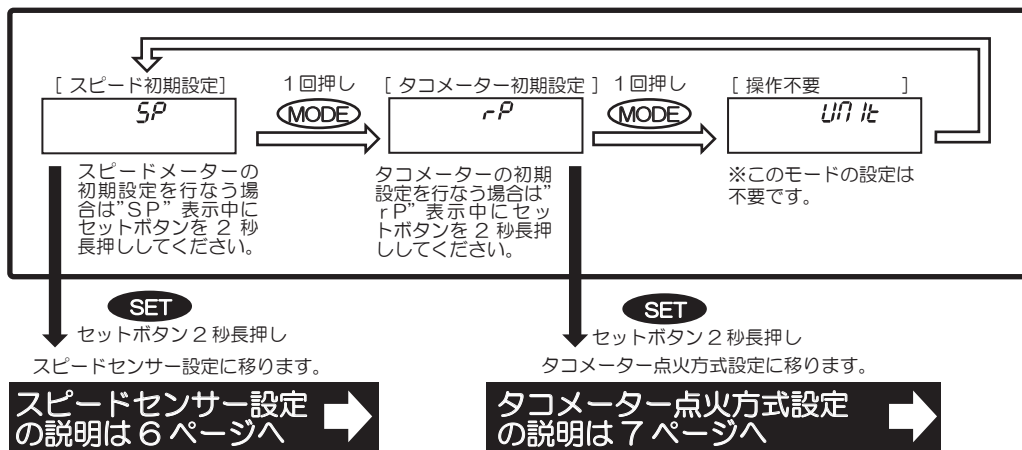 [ スピード初期設定]
1回押し
[ タコメーター初期設定 ]
1回押し
[ 操作不要 ]
SP
MODE
rP
MODE
UNIt
スピードメーターの
初期設定を行なう場
合は”ＳＰ”表示中に
セットボタンを 2 秒
長押ししてください。
タコメーターの初期
設定を行なう場合は”
ｒＰ”表示中にセッ
トボタンを 2 秒長押
ししてください。
※このモードの設定は
不要です。
SET
セットボタン2秒長押し
スピードセンサー設定に移ります。
SET
セットボタン2秒長押し
タコメーター点火方式設定に移ります。
スピードセンサー設定
の説明は6ページへ
タコメーター点火方式設定
の説明は7ページへ